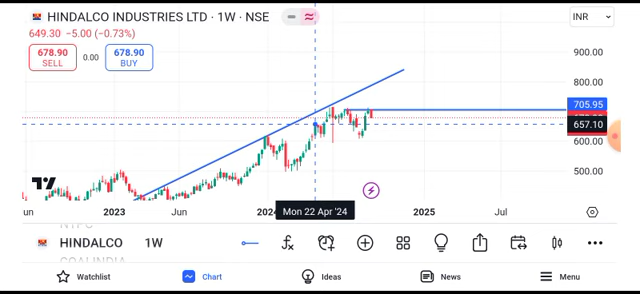 HINDALCO INDUSTRIES LTD · 1W · NSE
INR
649.30 −5.00 (−0.73%)
678.90
SELL
0.00
678.90
BUY
900.00
800.00
705.95
657.10
600.00
500.00
un
2023
Jun
2024
Mon 22 Apr '24
2025
Jul
HINDALCO 1W
Watchlist
Chart
Ideas
News
Menu